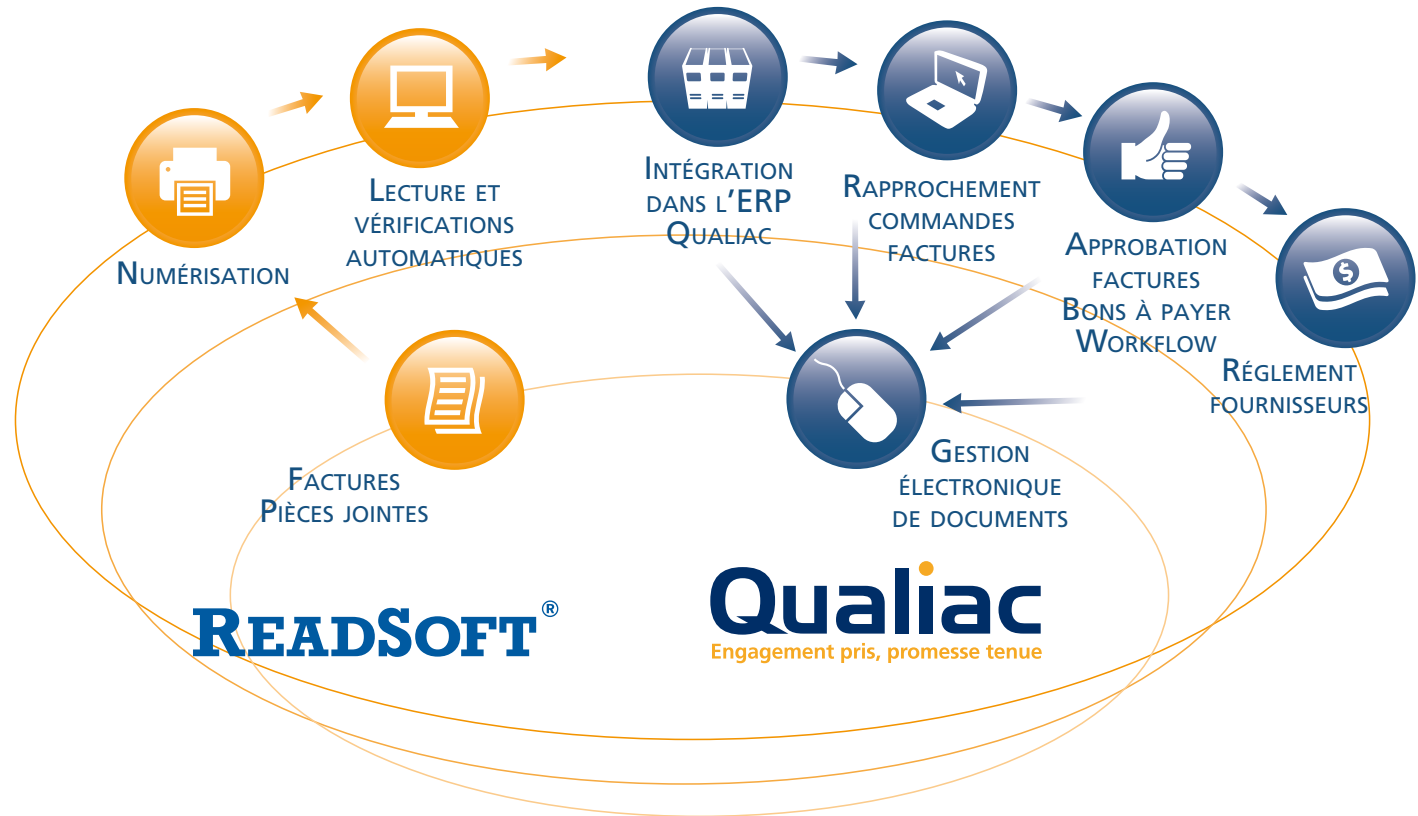 Numérisation
Lecture et
vérifications
automatiques
Intégration
dans l'ERP
Qualiac
Rapprochement
commandes
factures
Approbation
factures
Bons à payer
Workflow
Réglement
fournisseurs
Factures
Pièces jointes
Gestion
électronique
de documents
ReadSoft®
Qualiac
Engagement pris, promesse tenue